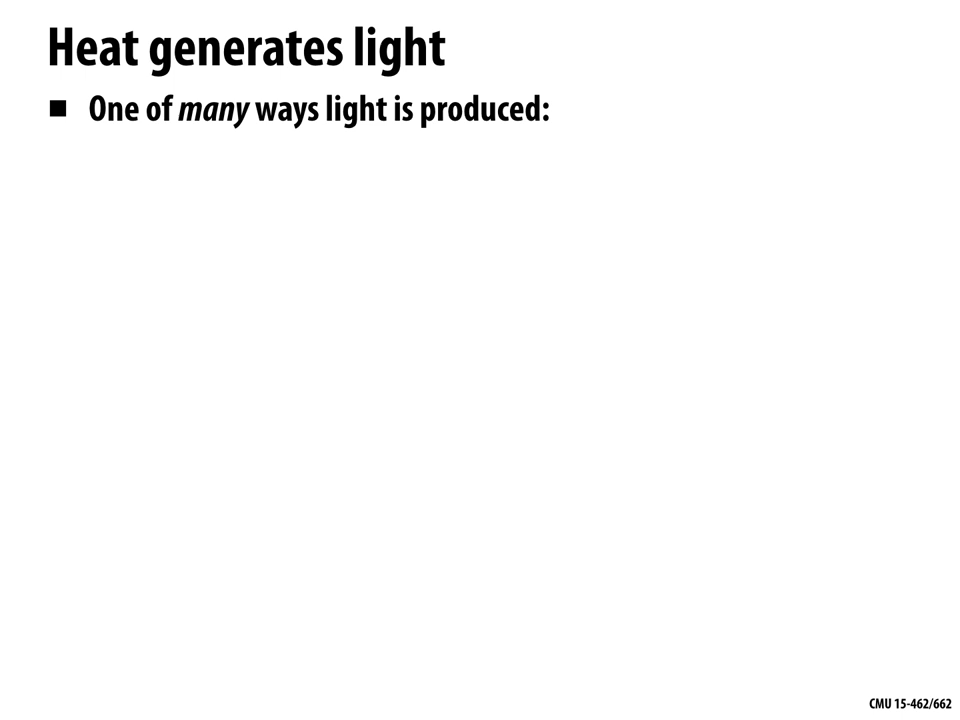 Heat generates light
■ One of many ways light is produced:
CMU 15-462/662